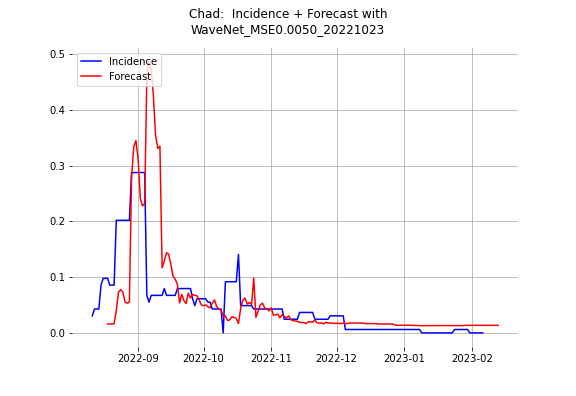 Chad:  Incidence + Forecast with
WaveNet_MSE0.0050_20221023
Incidence
Forecast
0.5
0.4
0.3
0.2
0.1
0.0
2022-09 2022-10 2022-11 2022-12 2023-01 2023-02